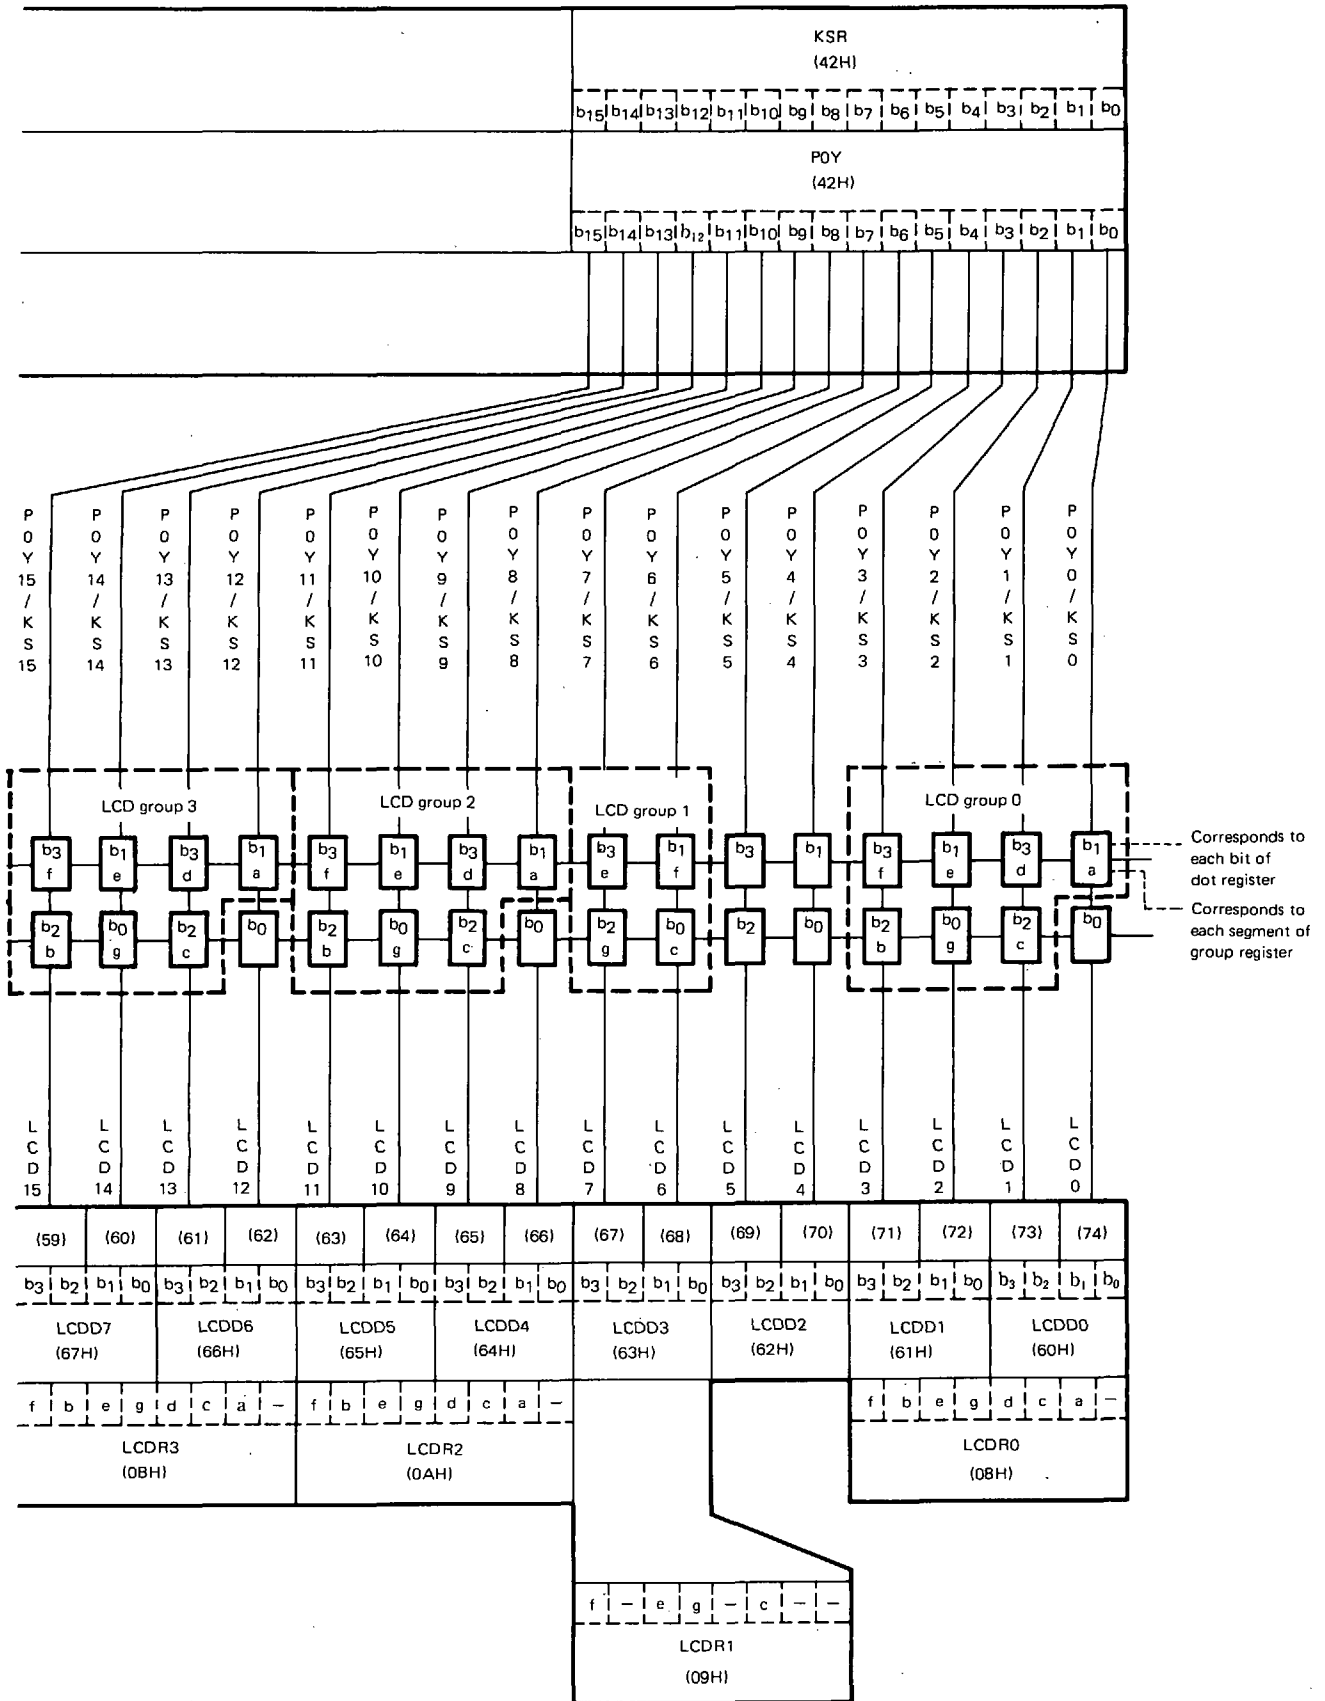 KSR
(42H)
b15 b14 b13 b12 b11 b10 b9 b8 b7 b6 b5 b4 b3 b2 b1 b0
P0Y
(42H)
b15 b14 b13 b12 b11 b10 b9 b8 b7 b6 b5 b4 b3 b2 b1 b0
P0Y15/KS15 P0Y14/KS14 P0Y13/KS13 P0Y12/KS12 P0Y11/KS11 P0Y10/KS10 P0Y9/KS9 P0Y8/KS8 P0Y7/KS7 P0Y6/KS6 P0Y5/KS5 P0Y4/KS4 P0Y3/KS3 P0Y2/KS2 P0Y1/KS1 P0Y0/KS0
LCD group 3 LCD group 2 LCD group 1 LCD group 0
b3 b1 b3 b1 b3 b1 b3 b1 b3 b1 b3 b1 b3 b1 b3 b1
f e d a f e d a e f f e d a
b2 b0 b2 b0 b2 b0 b2 b0 b2 b0 b2 b0 b2 b0 b2 b0
b g c b g c g c b g c
Corresponds to
each bit of
dot register
Corresponds to
each segment of
group register
LCD15 LCD14 LCD13 LCD12 LCD11 LCD10 LCD9 LCD8 LCD7 LCD6 LCD5 LCD4 LCD3 LCD2 LCD1 LCD0
(59) (60) (61) (62) (63) (64) (65) (66) (67) (68) (69) (70) (71) (72) (73) (74)
b3 b2 b1 b0 b3 b2 b1 b0 b3 b2 b1 b0 b3 b2 b1 b0 b3 b2 b1 b0 b3 b2 b1 b0 b3 b2 b1 b0 b3 b2 b1 b0
LCDD7 LCDD6 LCDD5 LCDD4 LCDD3 LCDD2 LCDD1 LCDD0
(67H) (66H) (65H) (64H) (63H) (62H) (61H) (60H)
f b e g d c a – f b e g d c a – f b e g d c a –
LCDR3 LCDR2 LCDR0
(0BH) (0AH) (08H)
f – e g – c – –
LCDR1
(09H)